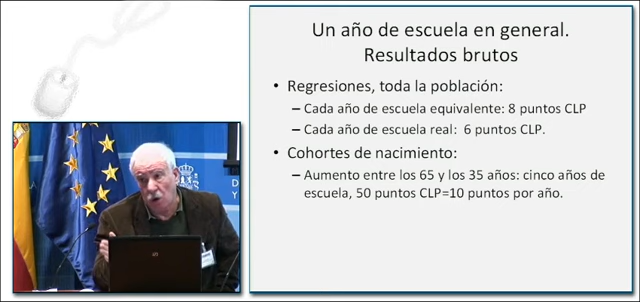 Un año de escuela en general.
Resultados brutos
• Regresiones, toda la población:
– Cada año de escuela equivalente: 8 puntos CLP
– Cada año de escuela real: 6 puntos CLP.
• Cohortes de nacimiento:
– Aumento entre los 65 y los 35 años: cinco años de
escuela, 50 puntos CLP=10 puntos por año.